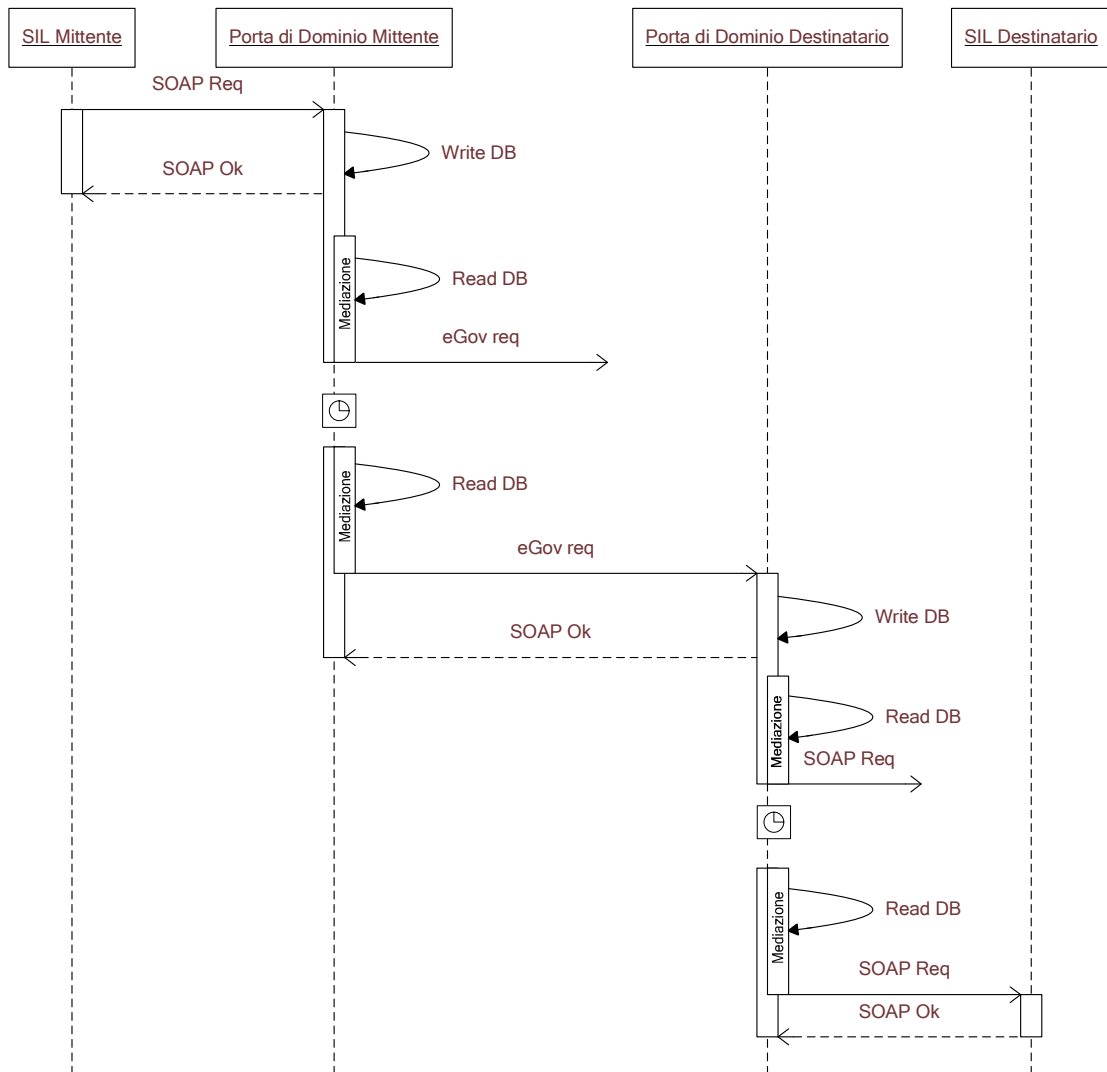 SIL Mittente
Porta di Dominio Mittente
Porta di Dominio Destinatario
SIL Destinatario
SOAP Req
Write DB
SOAP Ok
Mediazione
Read DB
eGov req
Mediazione
Read DB
eGov req
Write DB
SOAP Ok
Mediazione
Read DB
SOAP Req
Mediazione
Read DB
SOAP Req
SOAP Ok